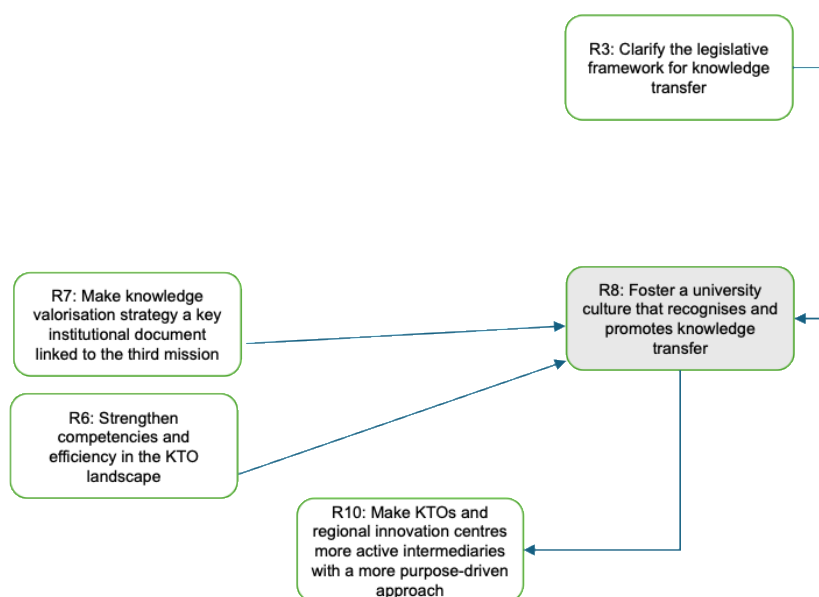 R3: Clarify the legislative
framework for knowledge
transfer
R7: Make knowledge
valorisation strategy a key
institutional document
linked to the third mission
R8: Foster a university
culture that recognises and
promotes knowledge
transfer
R6: Strengthen
competencies and
efficiency in the KTO
landscape
R10: Make KTOs and
regional innovation centres
more active intermediaries
with a more purpose-driven
approach